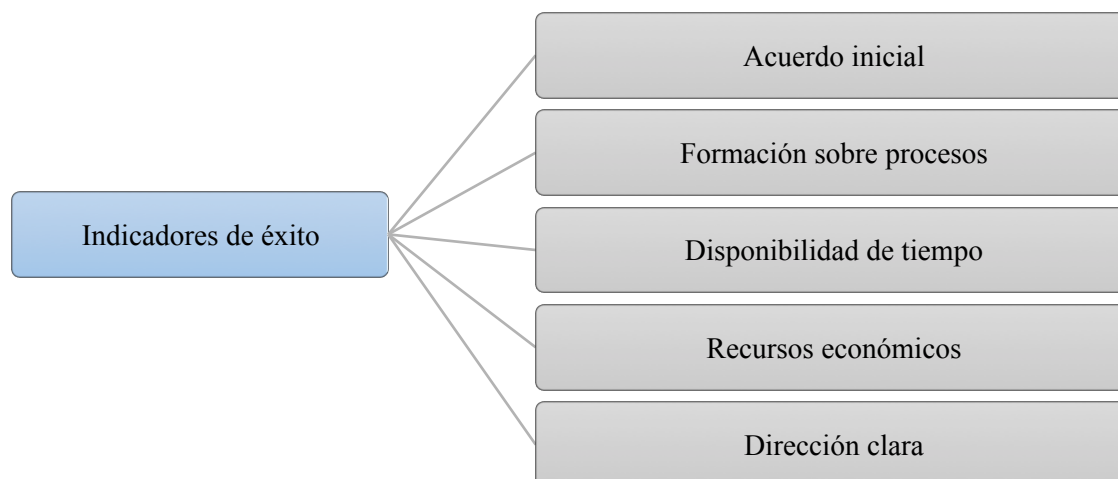 Indicadores de éxito
Acuerdo inicial
Formación sobre procesos
Disponibilidad de tiempo
Recursos económicos
Dirección clara